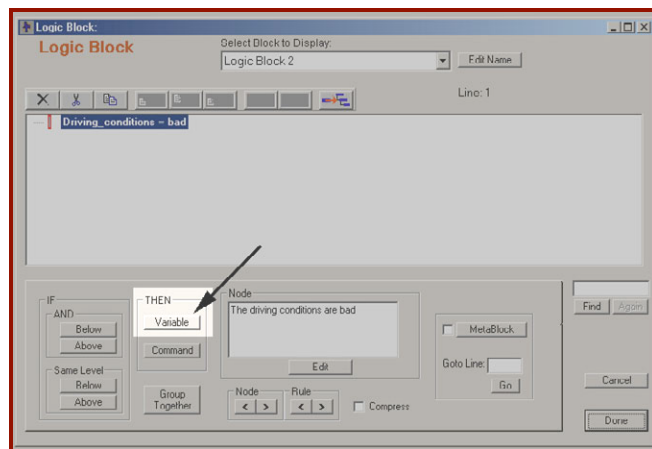 Logic Block:
Logic Block
Select Block to Display:
Logic Block 2
Edit Name
Line: 1
Driving_conditions = bad
IF
AND
Below
Above
Same Level
Below
Above
THEN
Variable
Command
Group
Together
Node
The driving conditions are bad
Edit
Node
< >
Rule
< >
Compress
MetaBlock
Goto Line:
Go
Find
Again
Cancel
Done